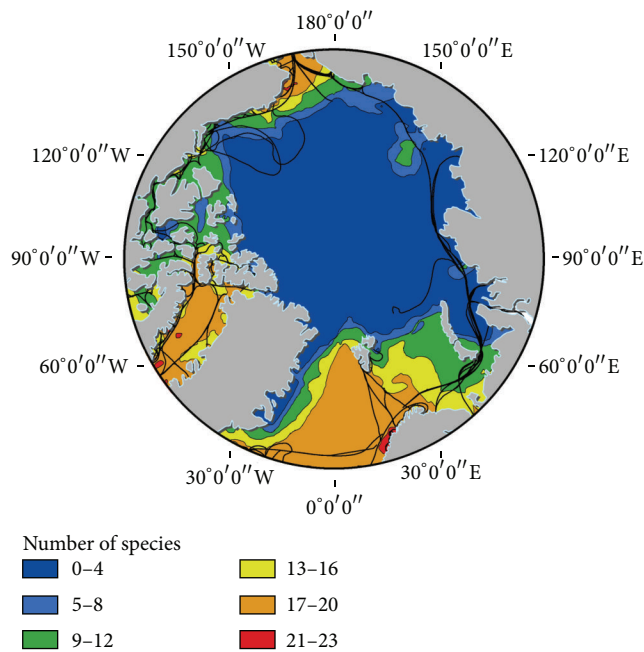 180°0′0″
150°0′0″W
150°0′0″E
120°0′0″W
120°0′0″E
90°0′0″W
90°0′0″E
60°0′0″W
60°0′0″E
30°0′0″W
30°0′0″E
0°0′0″
Number of species
0–4
13–16
5–8
17–20
9–12
21–23